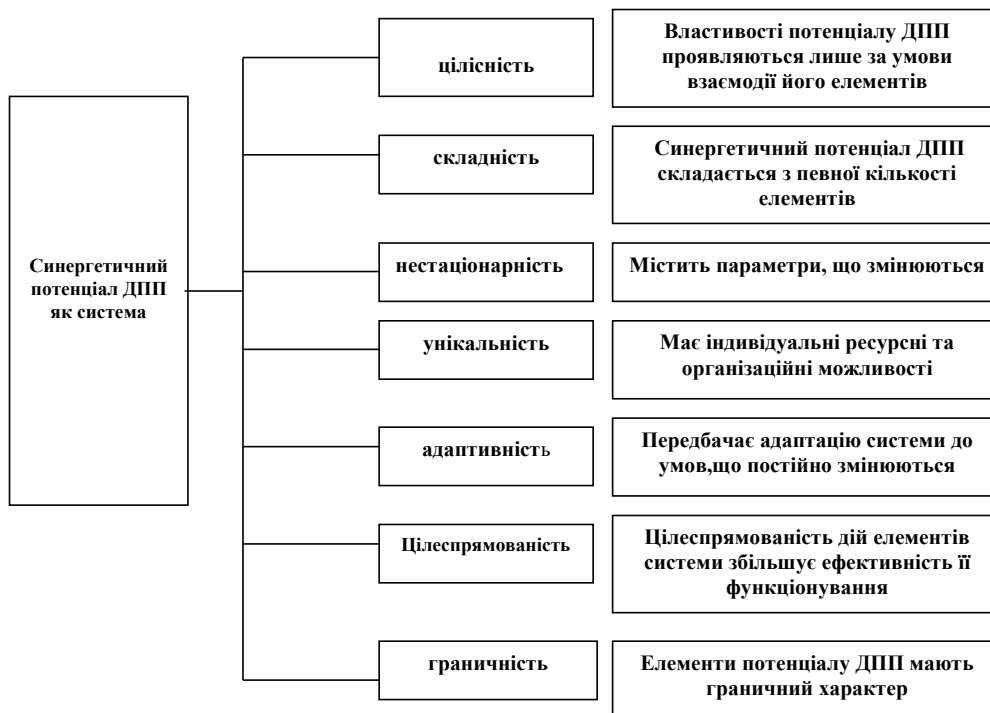 Синергетичний
потенціал ДПП
як система
цілісність
Властивості потенціалу ДПП
проявляються лише за умови
взаємодії його елементів
складність
Синергетичний потенціал ДПП
складається з певної кількості
елементів
нестаціонарність
Містить параметри, що змінюються
унікальність
Має індивідуальні ресурсні та
організаційні можливості
адаптивність
Передбачає адаптацію системи до
умов,що постійно змінюються
Цілеспрямованість
Цілеспрямованість дій елементів
системи збільшує ефективність її
функціонування
граничність
Елементи потенціалу ДПП мають
граничний характер